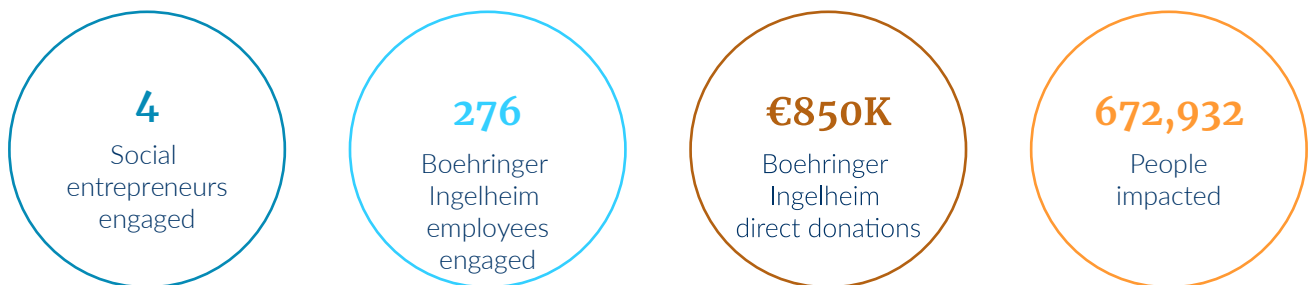 4
Social
entrepreneurs
engaged
276
Boehringer
Ingelheim
employees
engaged
€850K
Boehringer
Ingelheim
direct donations
672,932
People
impacted